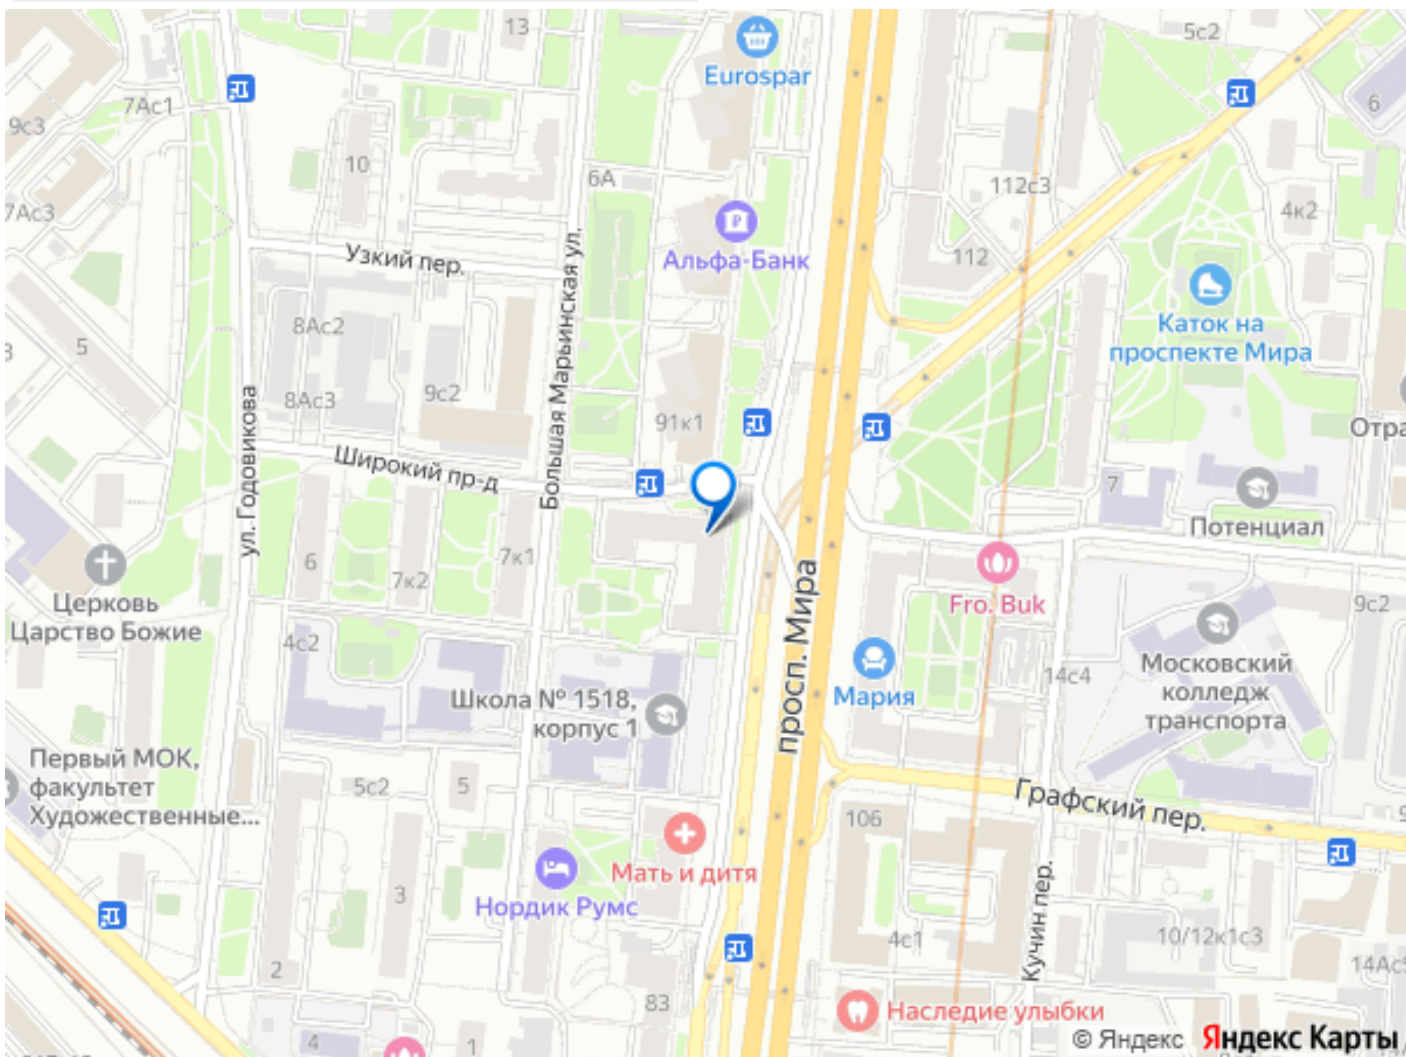 13
5с2
Eurospar
7Ас1
6
9с3
10
6А
112с3
7Ас3
4к2
Узкий пер.
Альфа-Банк
112
Большая Марьинская ул.
8Ас2
Каток на
проспекте Мира
5
8Ас3
9с2
91к1
Отра
ул. Годовикова
Широкий пр-д
7
Потенциал
6
7к2
7к1
Церковь
Царство Божие
просп. Мира
Fro. Buk
9с2
4с2
14с4
Московский
колледж
транспорта
Мария
Школа № 1518,
корпус 1
Первый МОК,
факультет
Художественные...
5с2
5
Графский пер.
106
Мать и дитя
3
Нордик Румс
4с1
Кучин пер.
10/12к1с3
2
14Ас5
83
Наследие улыбки
4
1
© Яндекс Яндекс Карты